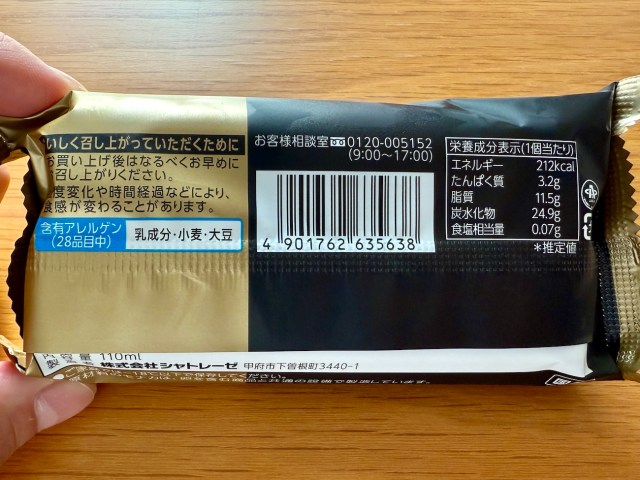 いしく召し上がっていただくために
お買い上げ後はなるべくお早めに
召し上がりください。
度変化や時間経過などにより、
食感が変わることがあります。
含有アレルゲン
(28品目中)
乳成分・小麦・大豆
お客様相談室 0120-005152
(9:00〜17:00)
4 901762 635638
栄養成分表示(1個当たり)
エネルギー 212kcal
たんぱく質 3.2g
脂質 11.5g
炭水化物 24.9g
食塩相当量 0.07g
*推定値
内容量 110ml
株式会社シャトレーゼ 甲府市下曽根町3440-1